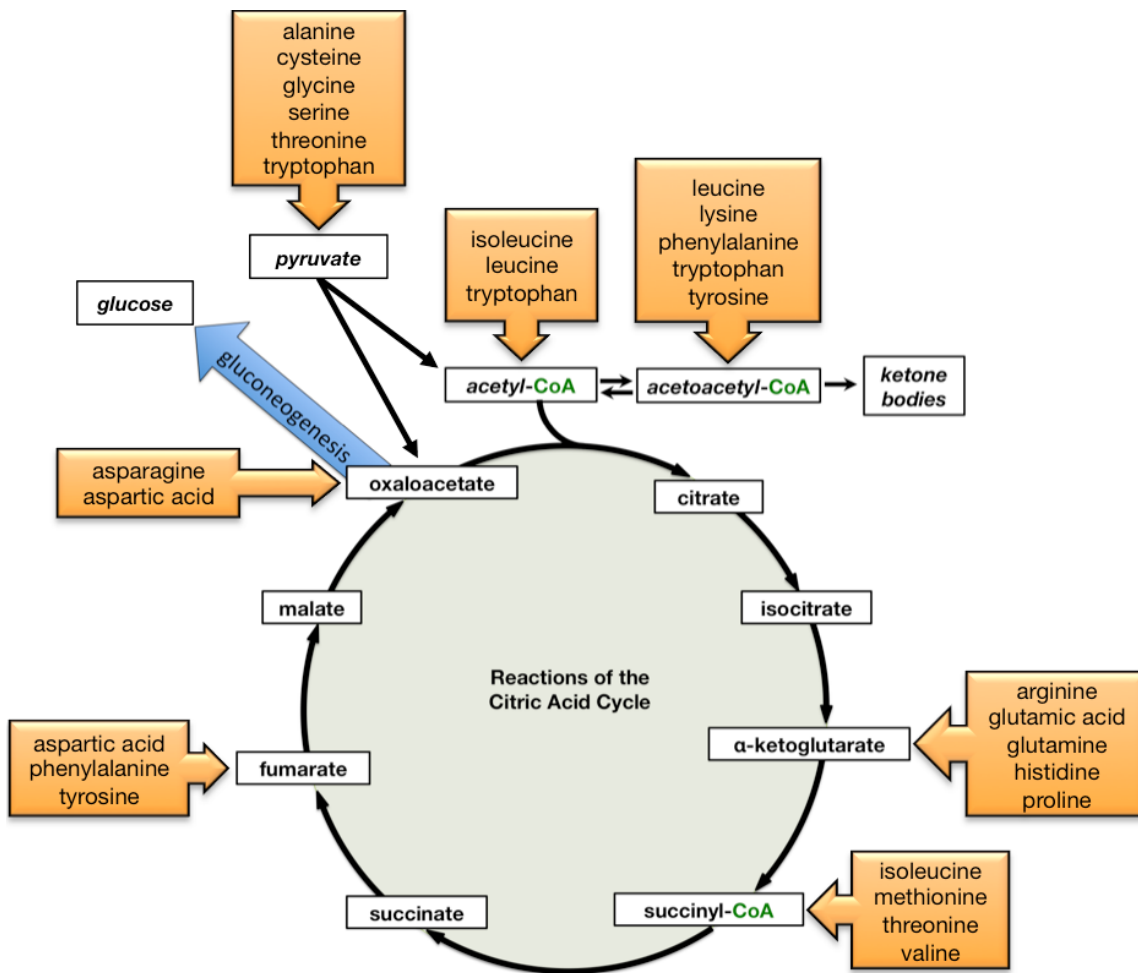 alanine
cysteine
glycine
serine
threonine
tryptophan
pyruvate
glucose
gluconeogenesis
isoleucine
leucine
tryptophan
leucine
lysine
phenylalanine
tryptophan
tyrosine
acetyl-CoA
acetoacetyl-CoA
ketone
bodies
asparagine
aspartic acid
oxaloacetate
citrate
malate
isocitrate
Reactions of the
Citric Acid Cycle
aspartic acid
phenylalanine
tyrosine
fumarate
α-ketoglutarate
arginine
glutamic acid
glutamine
histidine
proline
succinate
succinyl-CoA
isoleucine
methionine
threonine
valine